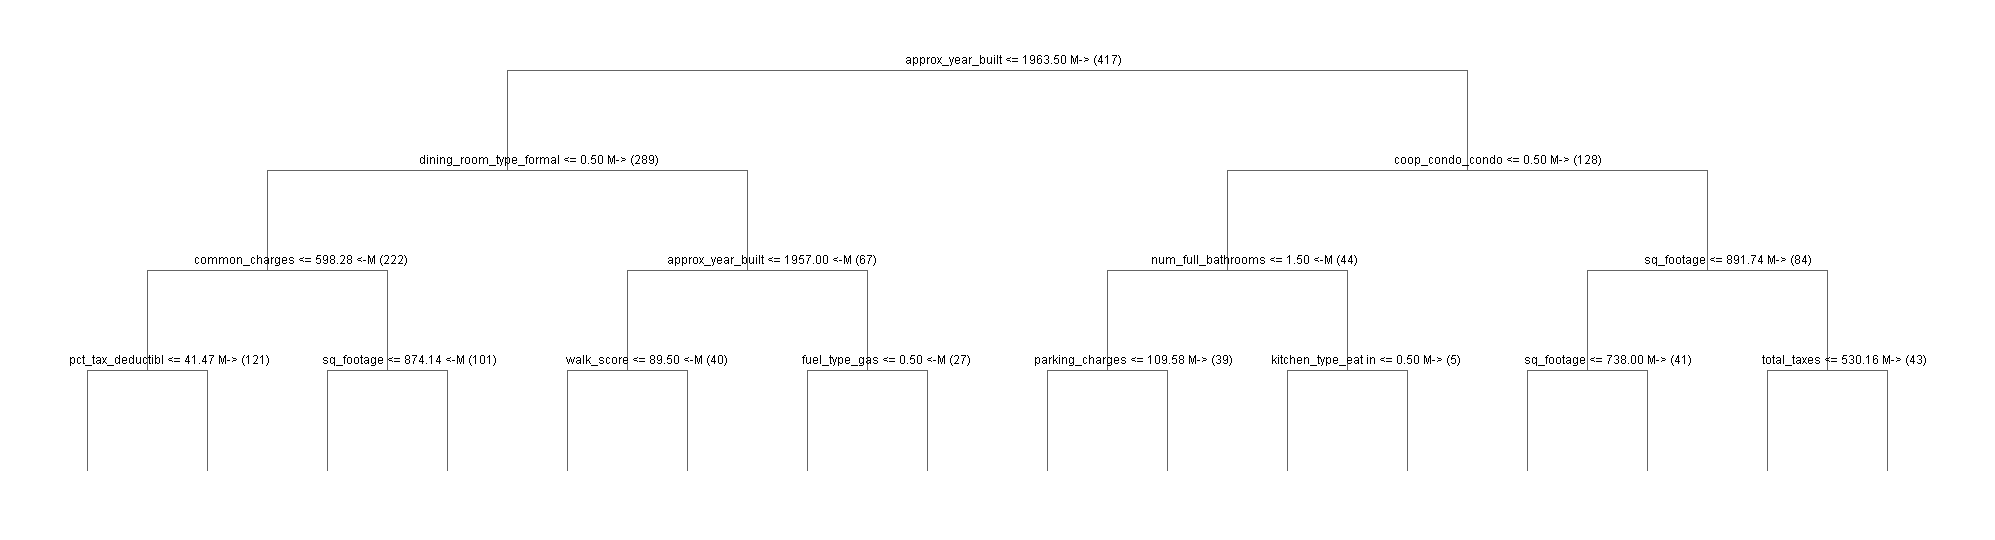 approx_year_built <= 1963.50 M-> (417)
dining_room_type_formal <= 0.50 M-> (289)
coop_condo_condo <= 0.50 M-> (128)
common_charges <= 598.28 <-M (222)
approx_year_built <= 1957.00 <-M (67)
num_full_bathrooms <= 1.50 <-M (44)
sq_footage <= 891.74 M-> (84)
pct_tax_deductibl <= 41.47 M-> (121)
sq_footage <= 874.14 <-M (101)
walk_score <= 89.50 <-M (40)
fuel_type_gas <= 0.50 <-M (27)
parking_charges <= 109.58 M-> (39)
kitchen_type_eat in <= 0.50 M-> (5)
sq_footage <= 738.00 M-> (41)
total_taxes <= 530.16 M-> (43)